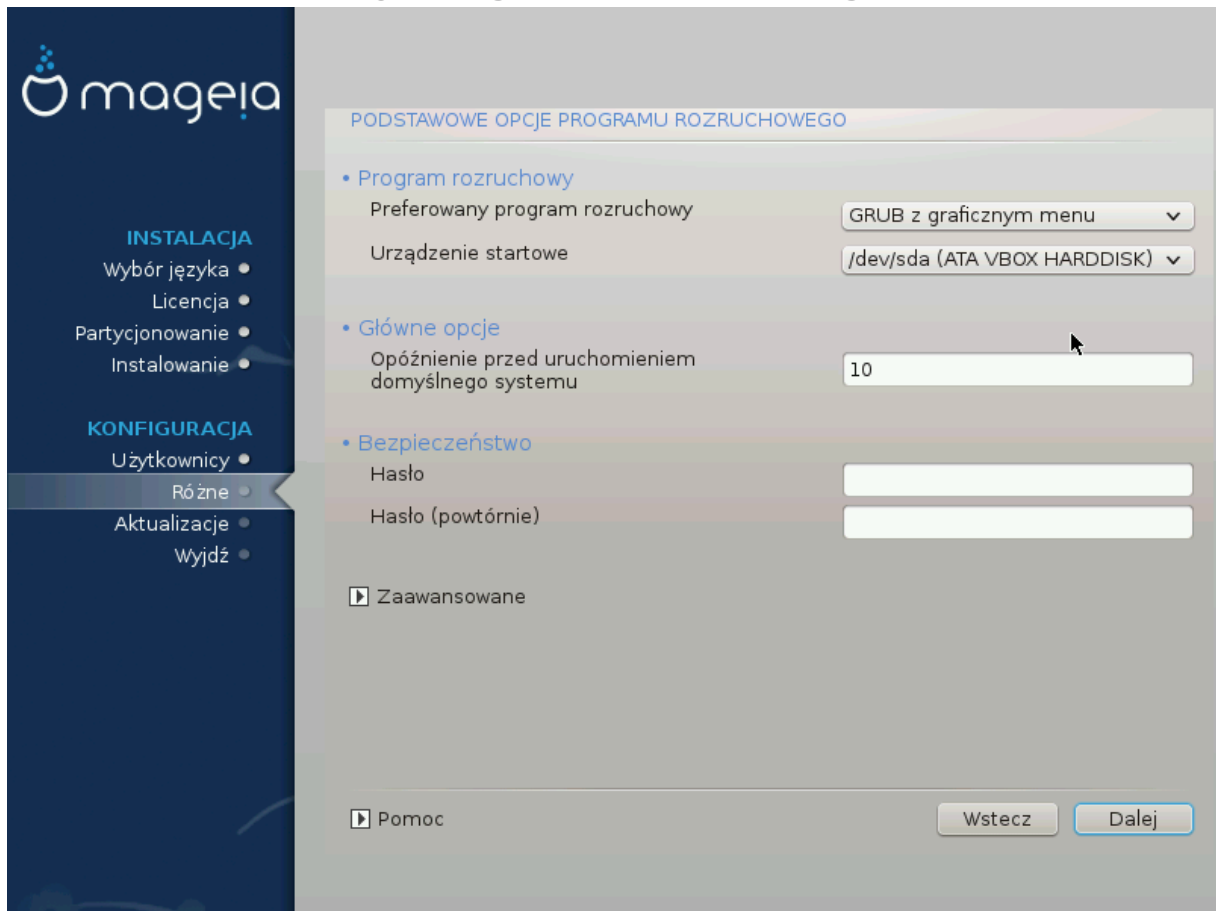 mageia
INSTALACJA
Wybór języka
Licencja
Partycjonowanie
Instalowanie
KONFIGURACJA
Użytkownicy
Różne
Aktualizacje
Wyjdź
PODSTAWOWE OPCJE PROGRAMU ROZRUCHOWEGO
• Program rozruchowy
Preferowany program rozruchowy
GRUB z graficznym menu
Urządzenie startowe
/dev/sda (ATA VBOX HARDDISK)
• Główne opcje
Opóźnienie przed uruchomieniem
domyślnego systemu
10
• Bezpieczeństwo
Hasło
Hasło (powtórnie)
Zaawansowane
Pomoc
Wstecz
Dalej